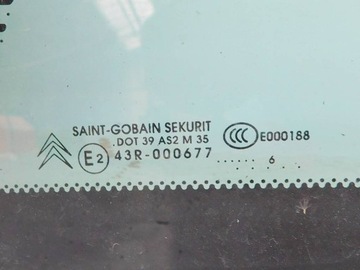 SAINT-GOBAIN SEKURIT
.DOT 39 AS2 M 35
E2 43R-000677
CCC E000188
...... 6